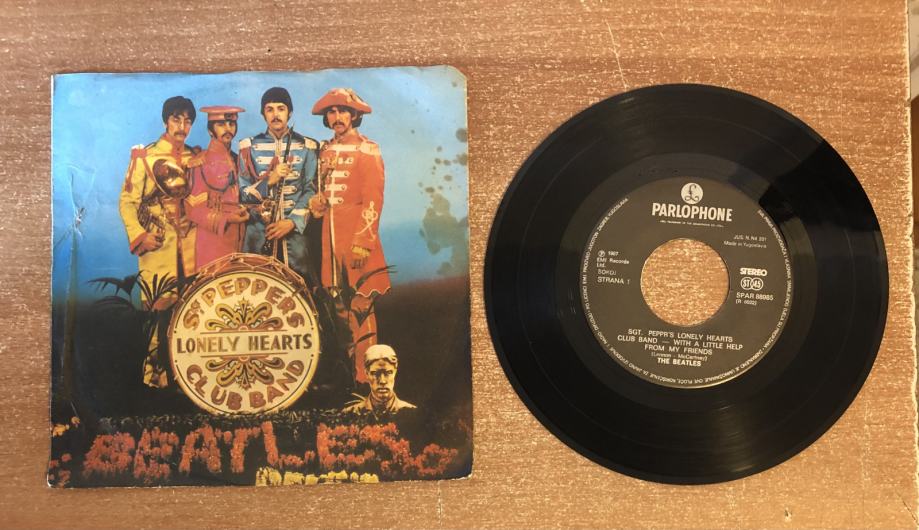 SGT. PEPPERS
LONELY HEARTS
CLUB BAND
BEATLES
PARLOPHONE
JUS. N. N4 201
Made in Yugoslavia
℗ 1967
EMI Records
Ltd.
SOKOJ
STRANA 1
STEREO
ST 45
SPAR 88985
SGT. PEPPR'S LONELY HEARTS
CLUB BAND — WITH A LITTLE HELP
FROM MY FRIENDS
(Lennon - McCartney)
THE BEATLES